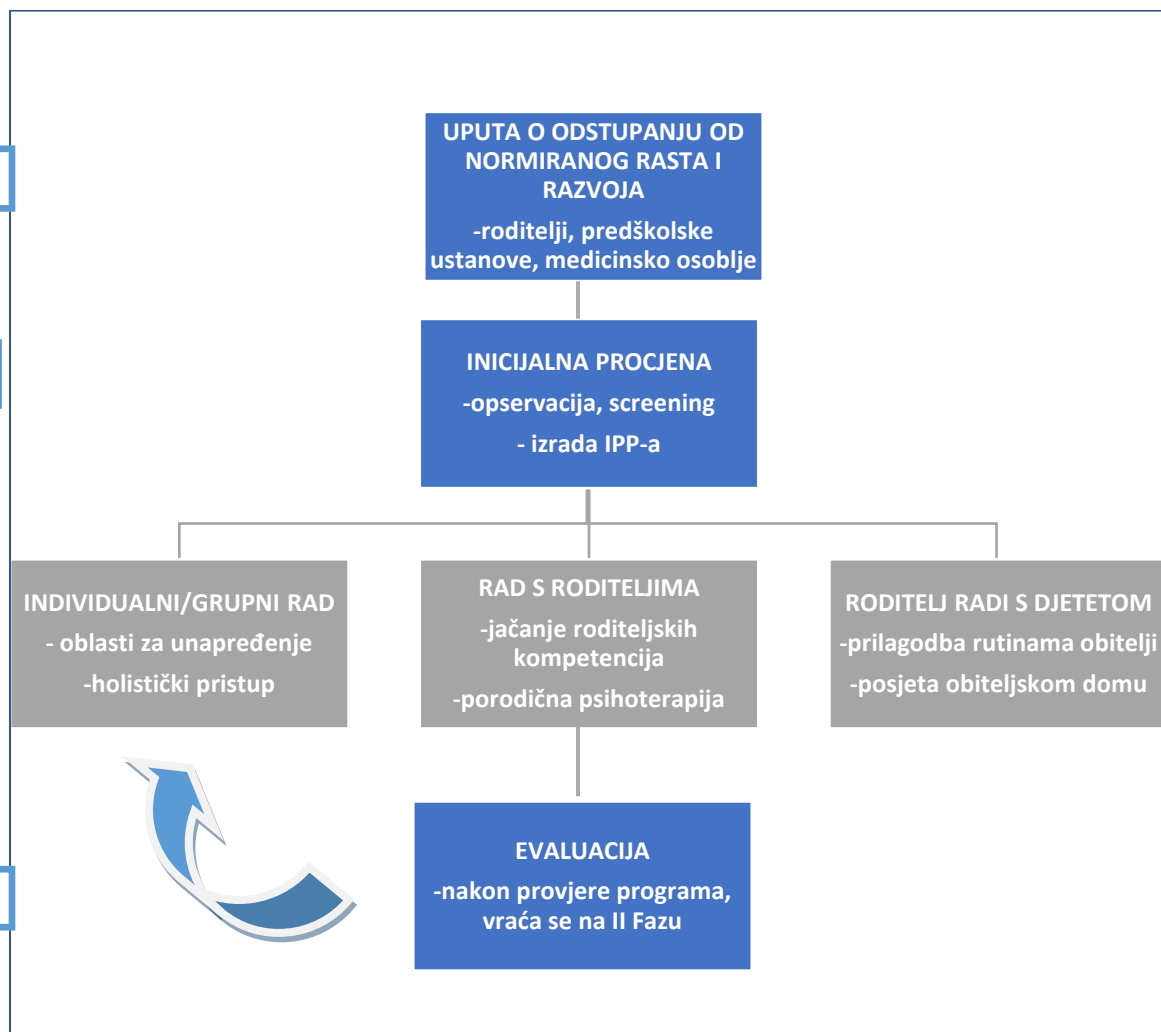 UPUTA O ODSTUPANJU OD
NORMIRANOG RASTA I
RAZVOJA
-roditelji, predškolske
ustanove, medicinsko osoblje
INICIJALNA PROCJENA
-opservacija, screening
- izrada IPP-a
INDIVIDUALNI/GRUPNI RAD
- oblasti za unapređenje
-holistički pristup
RAD S RODITELJIMA
-jačanje roditeljskih
kompetencija
-porodična psihoterapija
RODITELJ RADI S DJETETOM
-prilagodba rutinama obitelji
-posjeta obiteljskom domu
EVALUACIJA
-nakon provjere programa,
vraća se na II Fazu